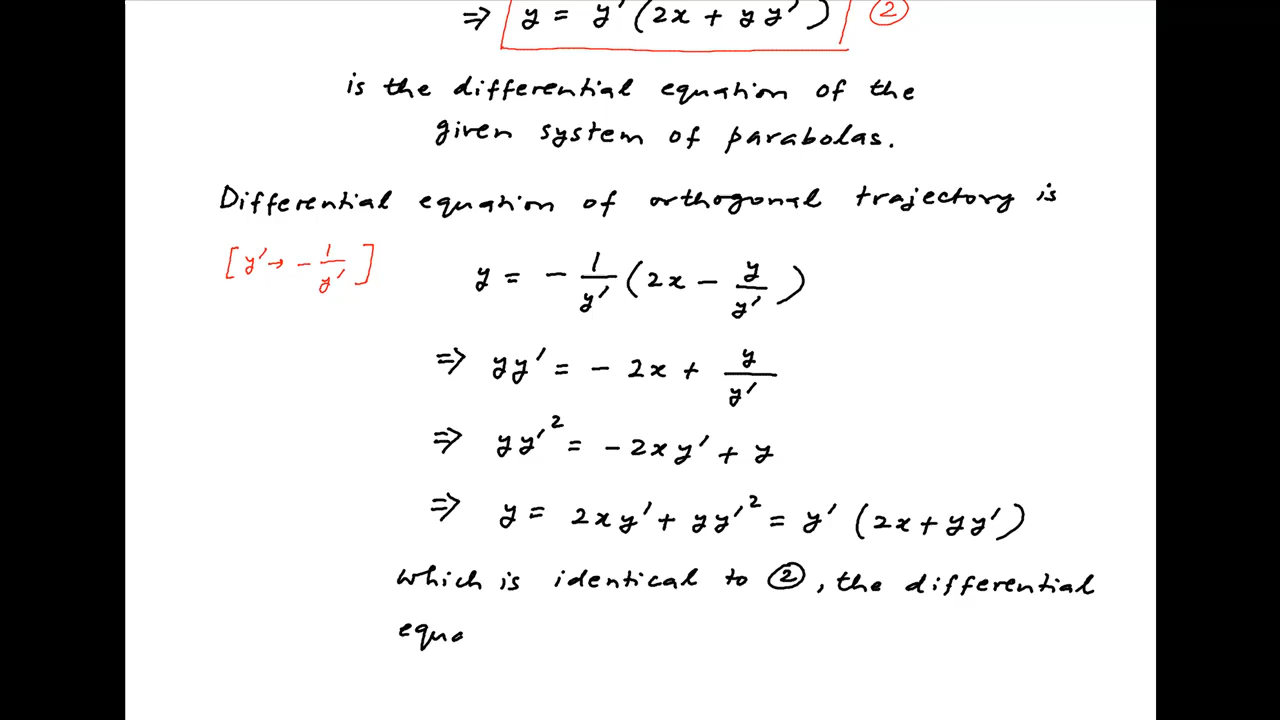 ⇒ y = y′(2x + yy′) ②
is the differential equation of the
given system of parabolas.
Differential equation of orthogonal trajectory is
[y′→ - 1/y′] y = - 1/y′ (2x - y/y′)
⇒ yy′ = - 2x + y/y′
⇒ yy′² = - 2xy′ + y
⇒ y = 2xy′ + yy′² = y′ (2x + yy′)
which is identical to ②, the differential
equa